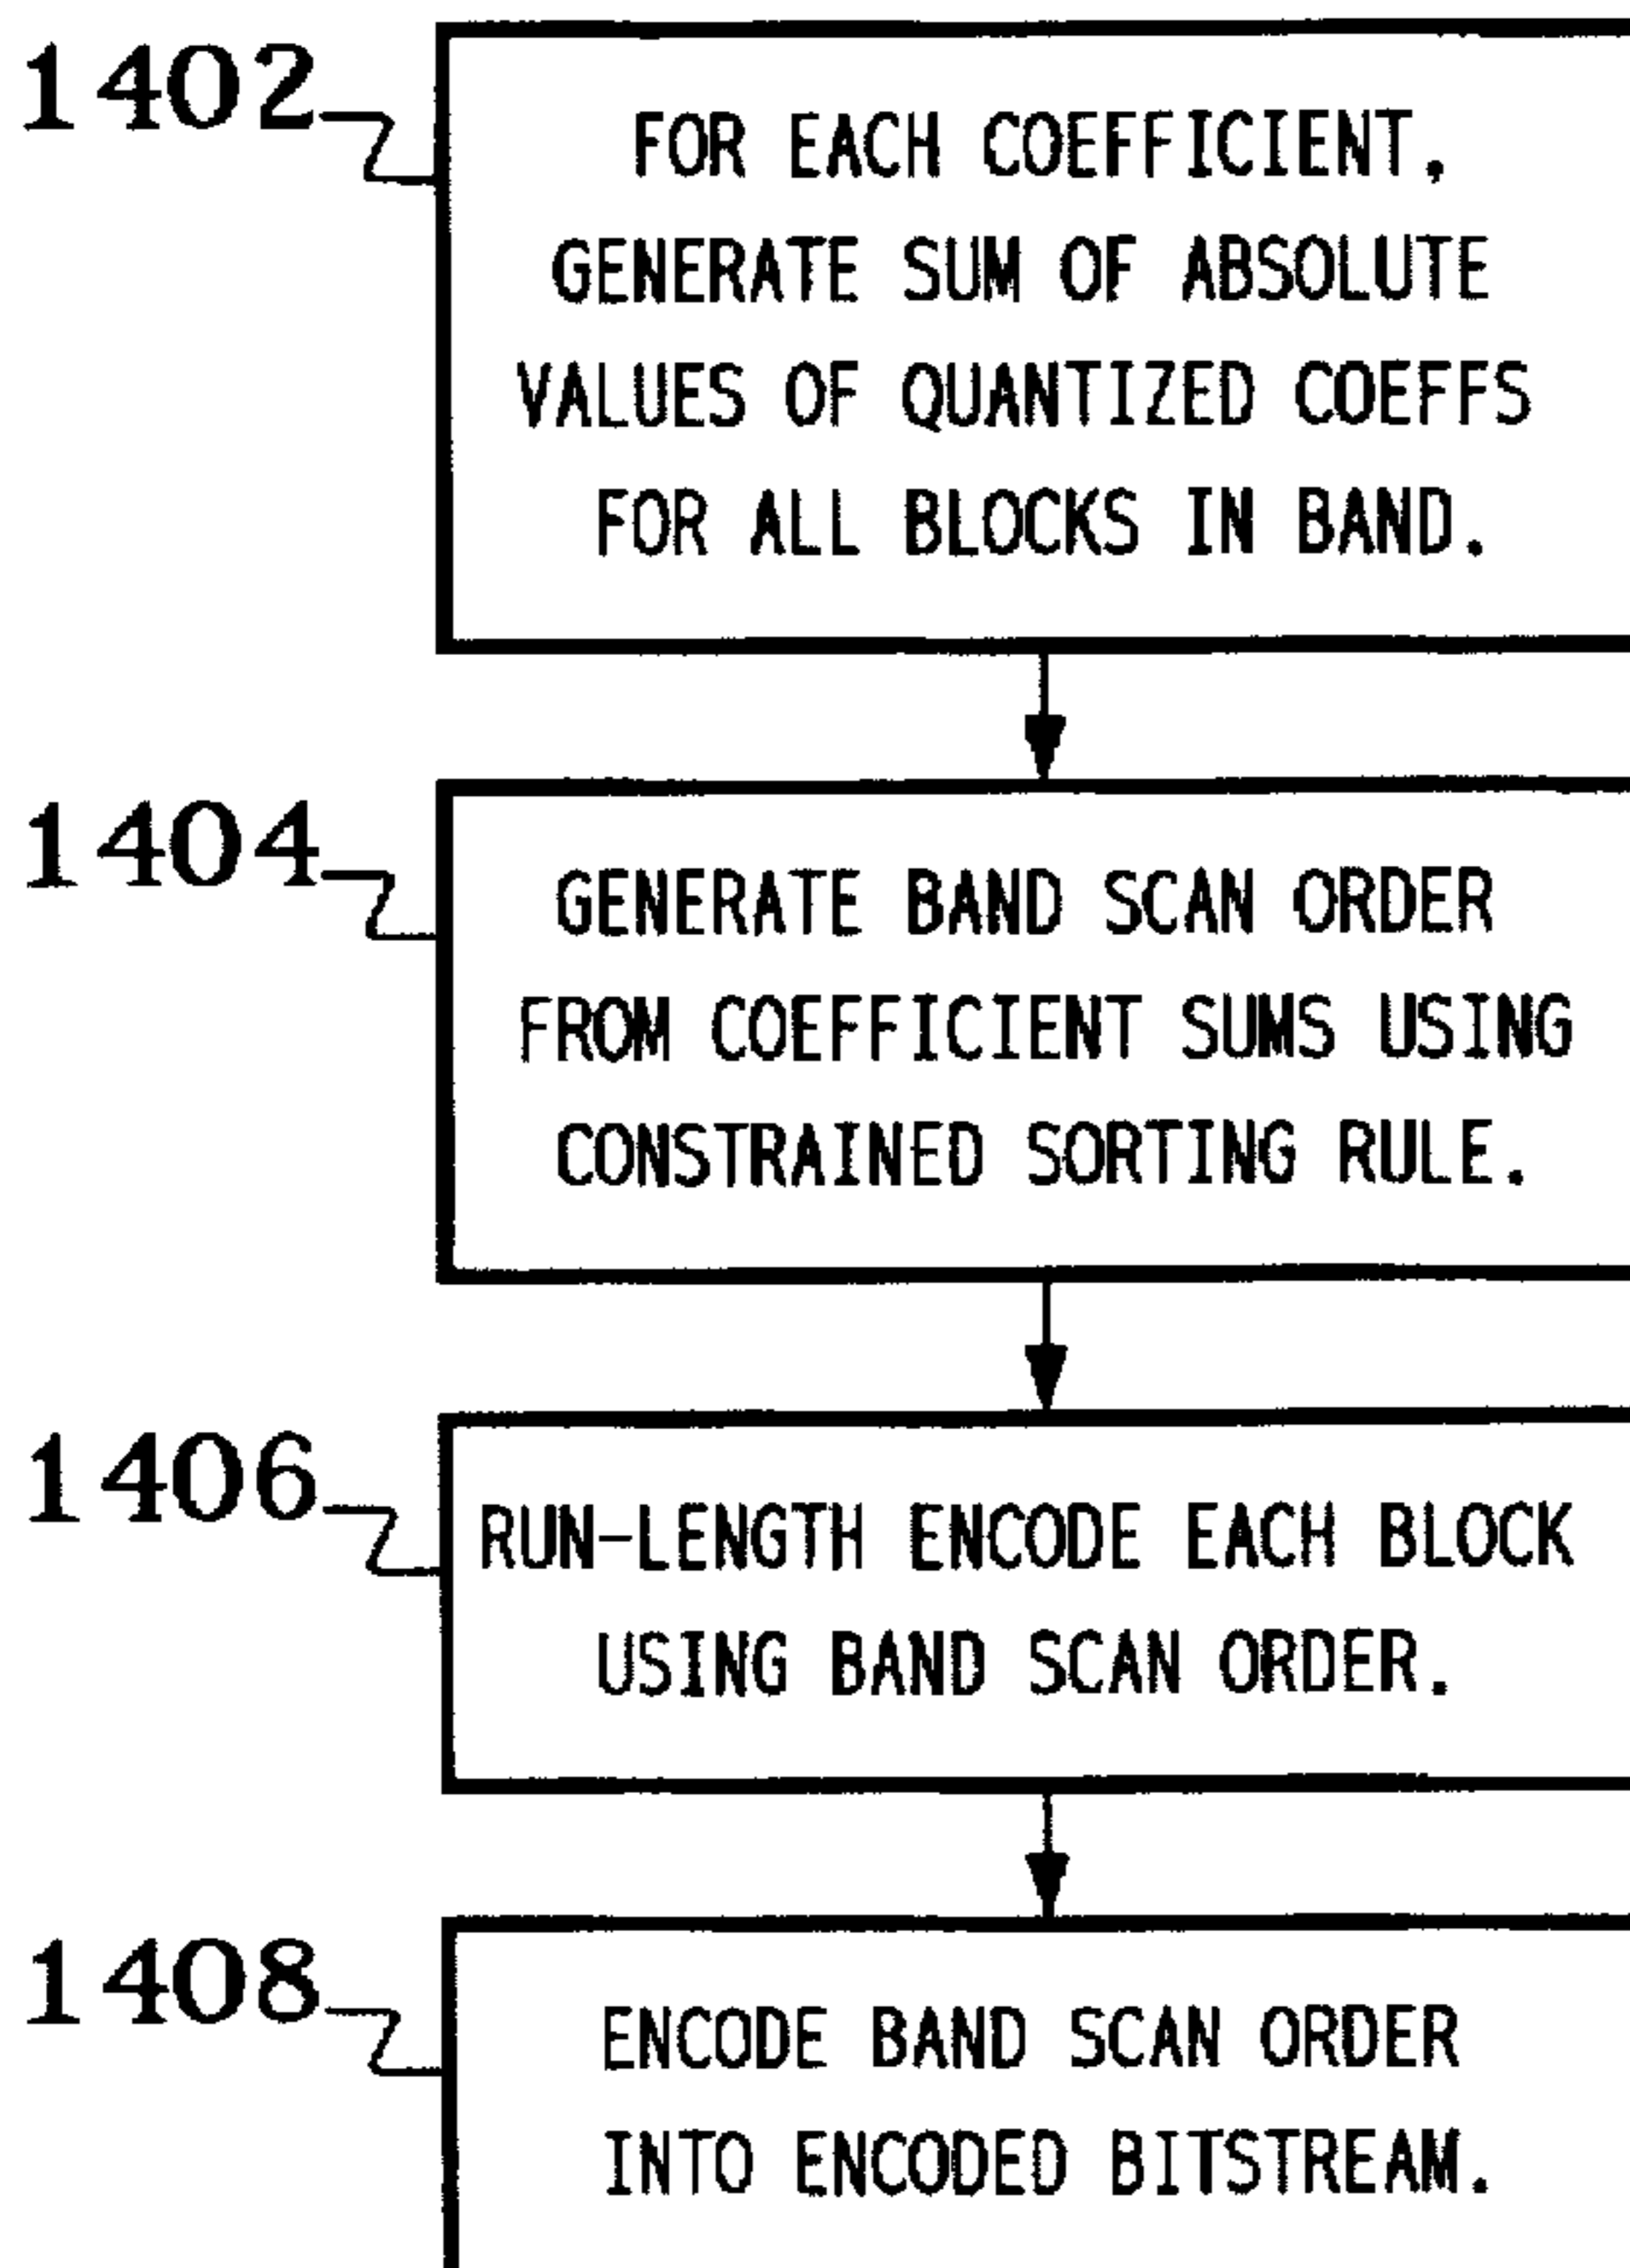 1402
FOR EACH COEFFICIENT,
GENERATE SUM OF ABSOLUTE
VALUES OF QUANTIZED COEFFS
FOR ALL BLOCKS IN BAND.
1404
GENERATE BAND SCAN ORDER
FROM COEFFICIENT SUMS USING
CONSTRAINED SORTING RULE.
1406
RUN-LENGTH ENCODE EACH BLOCK
USING BAND SCAN ORDER.
1408
ENCODE BAND SCAN ORDER
INTO ENCODED BITSTREAM.